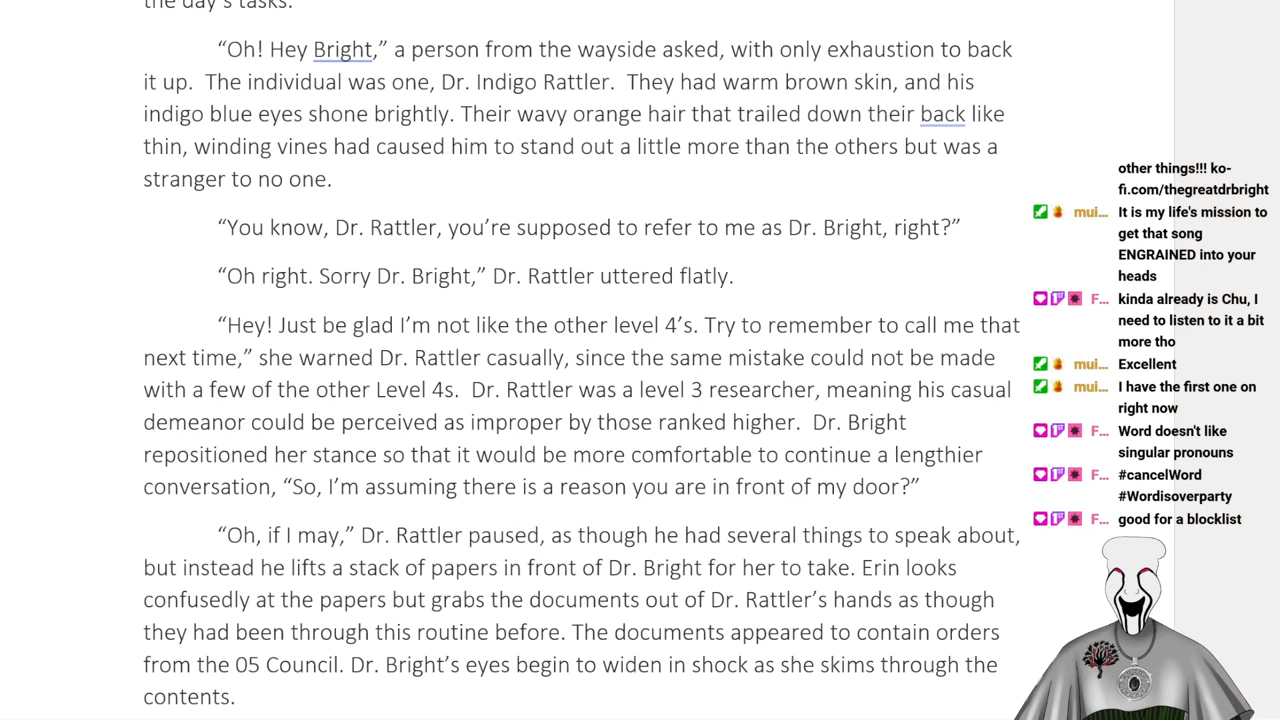 the day's tasks.
“Oh! Hey Bright,” a person from the wayside asked, with only exhaustion to back
it up.  The individual was one, Dr. Indigo Rattler.  They had warm brown skin, and his
indigo blue eyes shone brightly. Their wavy orange hair that trailed down their back like
thin, winding vines had caused him to stand out a little more than the others but was a
stranger to no one.
“You know, Dr. Rattler, you’re supposed to refer to me as Dr. Bright, right?”
“Oh right. Sorry Dr. Bright,” Dr. Rattler uttered flatly.
“Hey! Just be glad I’m not like the other level 4’s. Try to remember to call me that
next time,” she warned Dr. Rattler casually, since the same mistake could not be made
with a few of the other Level 4s.  Dr. Rattler was a level 3 researcher, meaning his casual
demeanor could be perceived as improper by those ranked higher.  Dr. Bright
repositioned her stance so that it would be more comfortable to continue a lengthier
conversation, “So, I’m assuming there is a reason you are in front of my door?”
“Oh, if I may,” Dr. Rattler paused, as though he had several things to speak about,
but instead he lifts a stack of papers in front of Dr. Bright for her to take. Erin looks
confusedly at the papers but grabs the documents out of Dr. Rattler’s hands as though
they had been through this routine before. The documents appeared to contain orders
from the 05 Council. Dr. Bright’s eyes begin to widen in shock as she skims through the
contents.
other things!!! ko-
fi.com/thegreatdrbright
mui... It is my life's mission to
get that song
ENGRAINED into your
heads
F... kinda already is Chu, I
need to listen to it a bit
more tho
mui... Excellent
mui... I have the first one on
right now
F... Word doesn't like
singular pronouns
F... #cancelWord
#Wordisoverparty
F... good for a blocklist